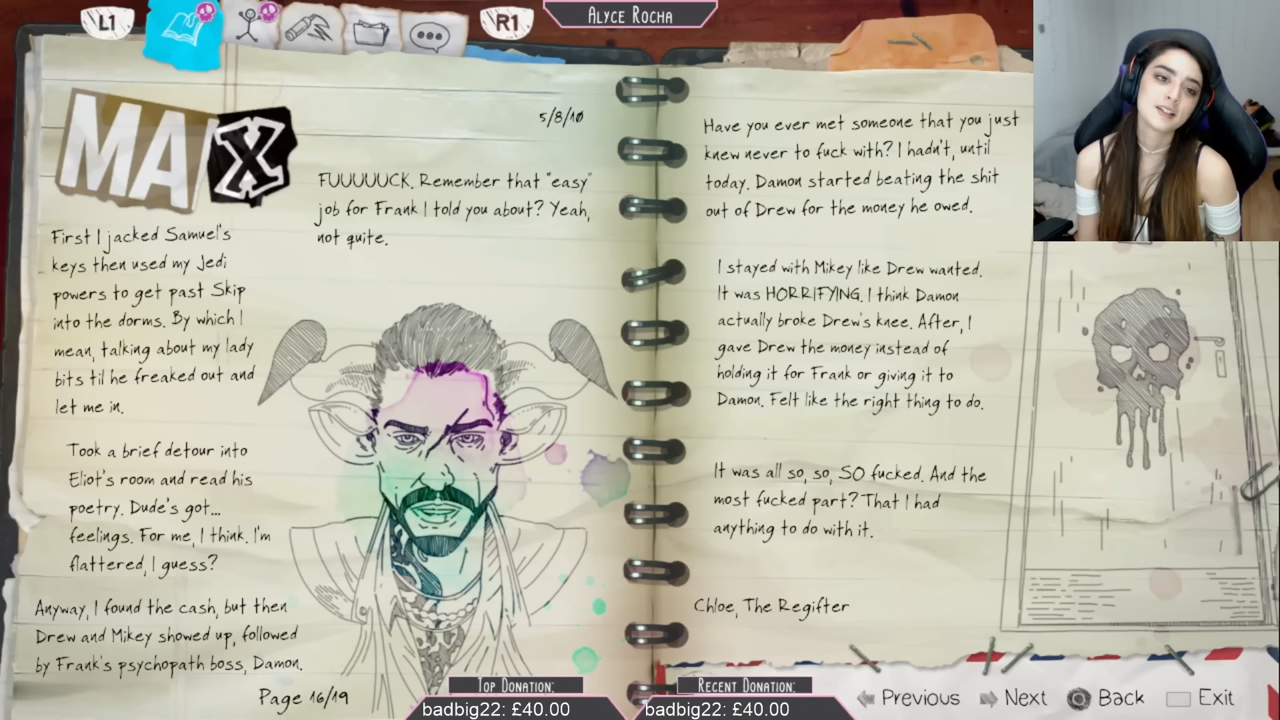 L1
R1
ALYCE ROCHA
MAX
5/8/10
FUUUUUCK. Remember that "easy"
job for Frank I told you about? Yeah,
not quite.
First I jacked Samuel's
keys then used my Jedi
powers to get past Skip
into the dorms. By which I
mean, talking about my lady
bits til he freaked out and
let me in.
Took a brief detour into
Eliot's room and read his
poetry. Dude's got...
feelings. For me, I think. I'm
flattered, I guess?
Anyway, I found the cash, but then
Drew and Mikey showed up, followed
by Frank's psychopath boss, Damon.
Page 16/19
Have you ever met someone that you just
knew never to fuck with? I hadn't, until
today. Damon started beating the shit
out of Drew for the money he owed.
I stayed with Mikey like Drew wanted.
It was HORRIFYING. I think Damon
actually broke Drew's knee. After, I
gave Drew the money instead of
holding it for Frank or giving it to
Damon. Felt like the right thing to do.
It was all so, so, SO fucked. And the
most fucked part? That I had
anything to do with it.
Chloe, The Regifter
TOP DONATION:
badbig22: £40.00
RECENT DONATION:
badbig22: £40.00
Previous
Next
Back
Exit